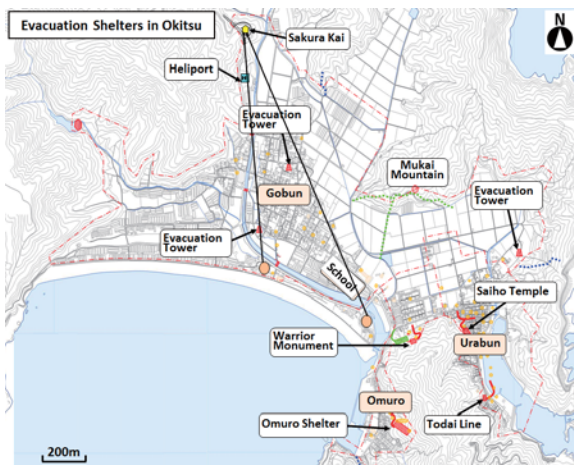 Evacuation Shelters in Okitsu
N
Sakura Kai
Heliport
H
Evacuation
Tower
Mukai
Mountain
Gobun
Evacuation
Tower
Evacuation
Tower
School
Saiho Temple
Warrior
Monument
Urabun
Omuro
Omuro Shelter
Todai Line
200m